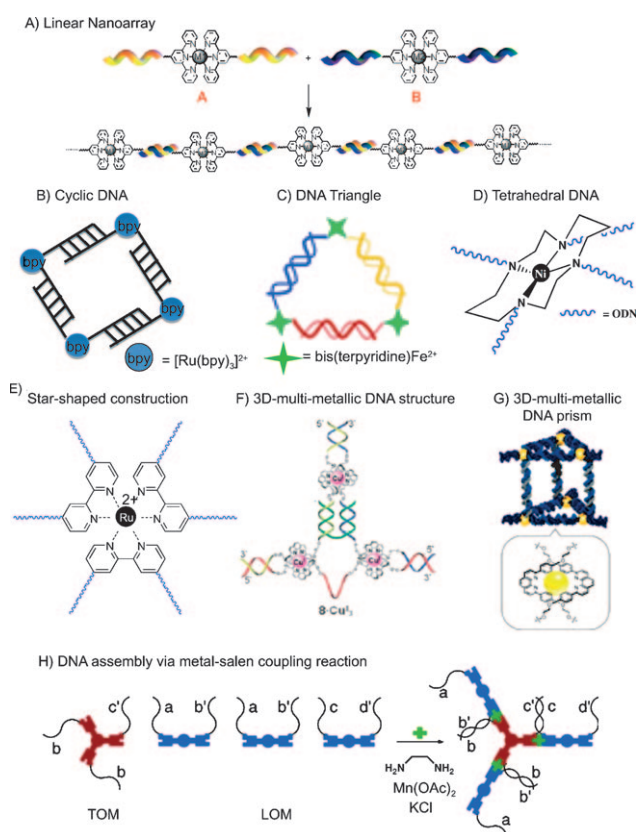 A) Linear Nanoarray
M
+
M
A
B
B) Cyclic DNA
C) DNA Triangle
D) Tetrahedral DNA
bpy
bpy
bpy
bpy
bpy
= [Ru(bpy)₃]²⁺
= bis(terpyridine)Fe²⁺
N
N
N
N
Ni
= ODN
E)
Star-shaped construction
F) 3D-multi-metallic DNA structure
G) 3D-multi-metallic
DNA prism
2+
Ru
N
N
N
N
N
N
5'
3'
Cu
Cu
Cu
5'
3'
3'
5'
8·Cuᴵ₃
H) DNA assembly via metal-salen coupling reaction
c'
b
b
a
b'
a
b'
c
d'
TOM
LOM
H₂N
NH₂
Mn(OAc)₂
KCl
a
b'
b
c'
c
d'
b
b'
a